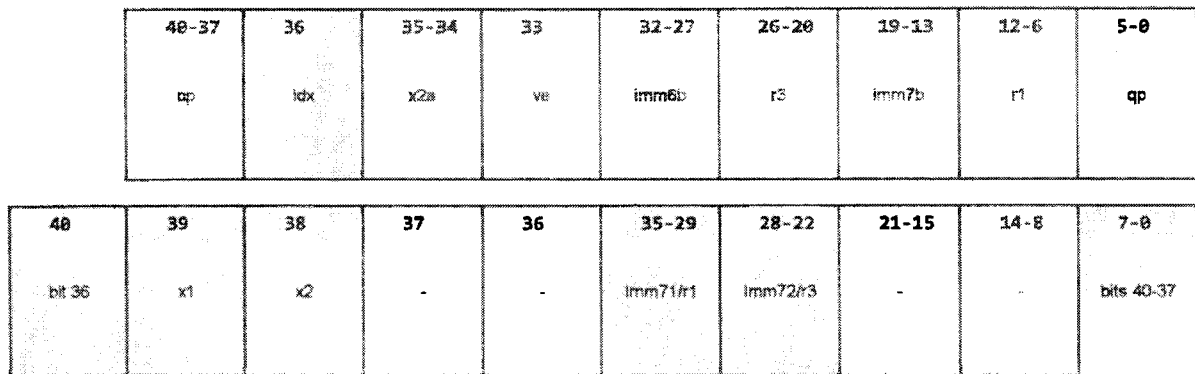 40-37 36 35-34 33 32-27 26-20 19-13 12-6 5-0
op idx x2a ve imm6b r3 imm7b r1 qp
40 39 38 37 36 35-29 28-22 21-15 14-8 7-0
bit 36 x1 x2 - - imm71/r1 imm72/r3 - - bits 40-37